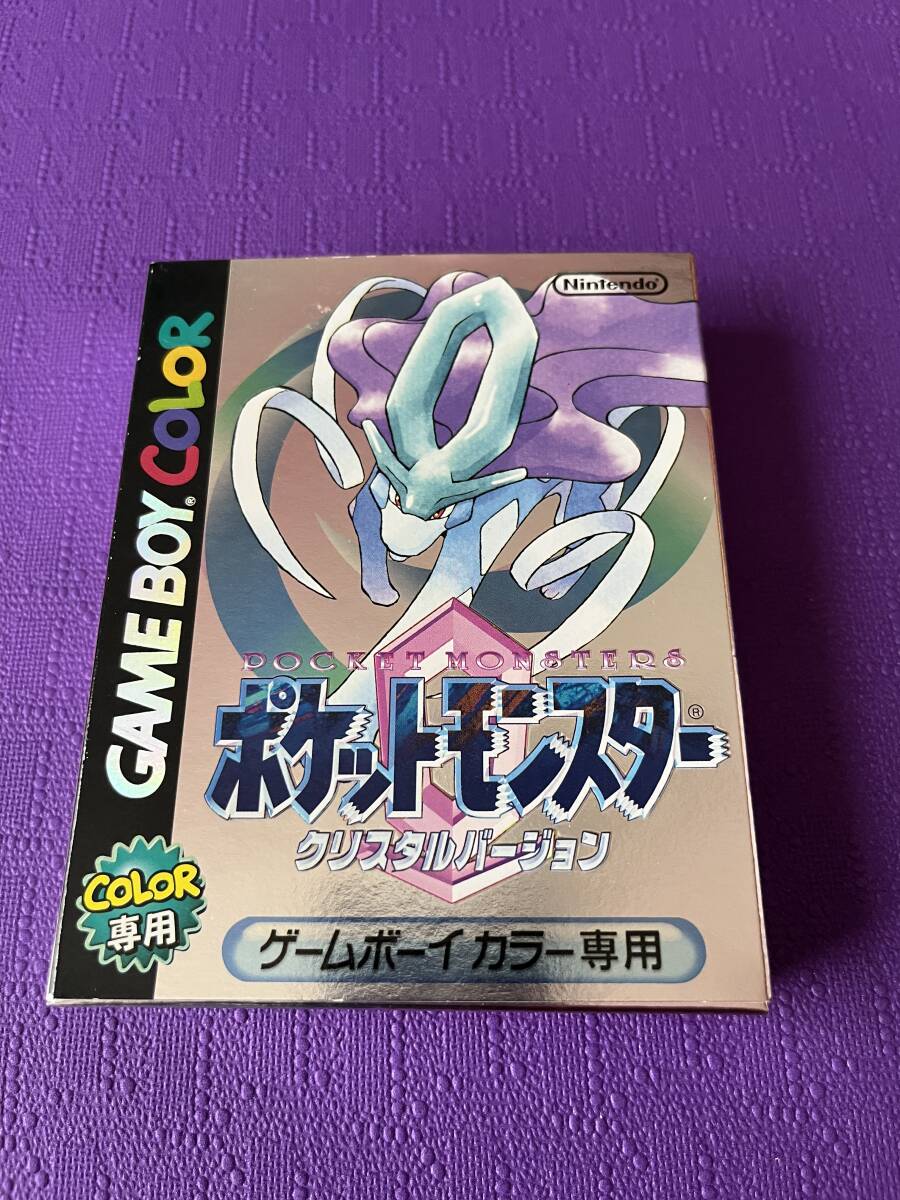 Nintendo
GAME BOY COLOR
®
POCKET MONSTERS
ポケットモンスター
®
クリスタルバージョン
COLOR
専用
ゲームボーイ カラー専用